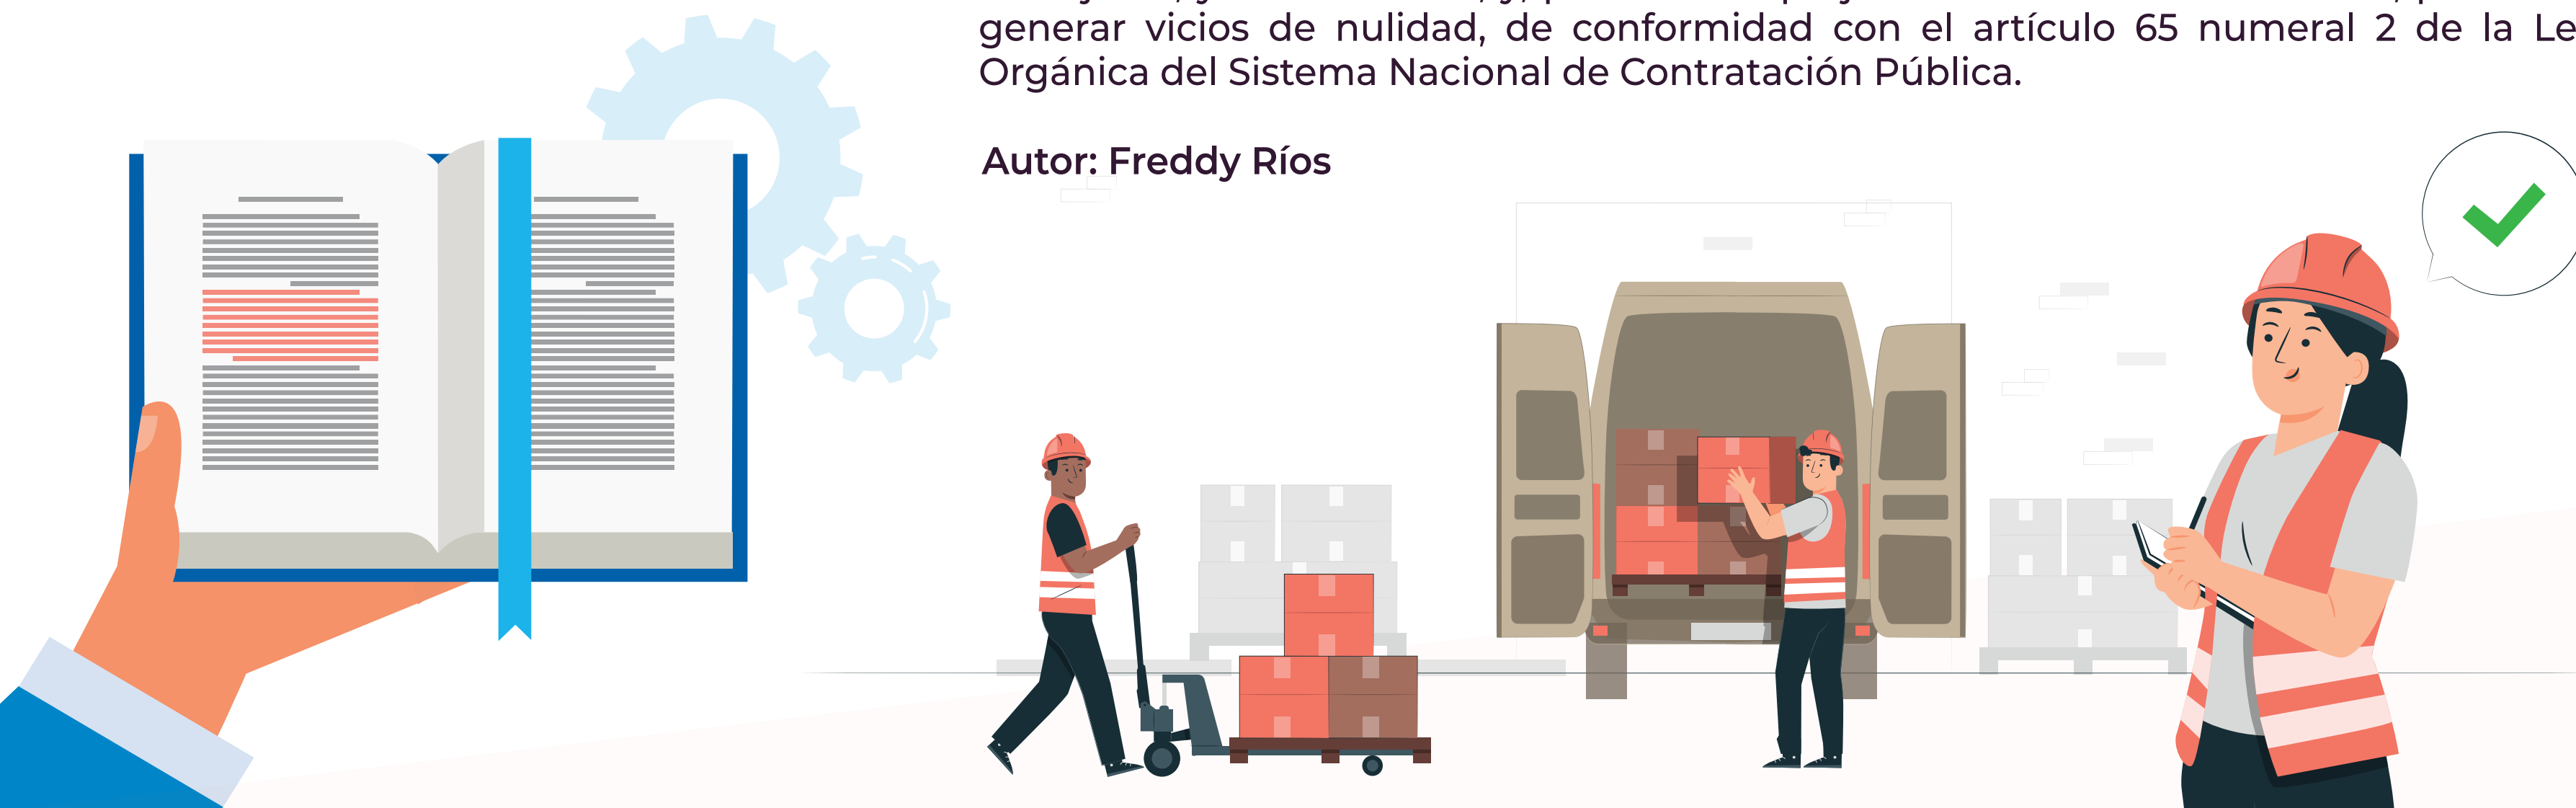 generar vicios de nulidad, de conformidad con el artículo 65 numeral 2 de la Le
Orgánica del Sistema Nacional de Contratación Pública.
Autor: Freddy Ríos